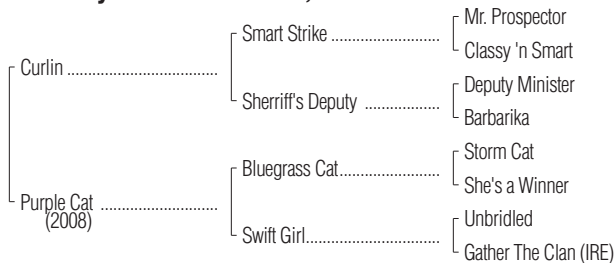 Mr. Prospector
Smart Strike ....................
Classy 'n Smart
Curlin ...................................
Deputy Minister
Sherriff's Deputy .................
Barbarika
Storm Cat
Bluegrass Cat.......................
She's a Winner
Purple Cat ...........................
(2008)
Unbridled
Swift Girl...............................
Gather The Clan (IRE)